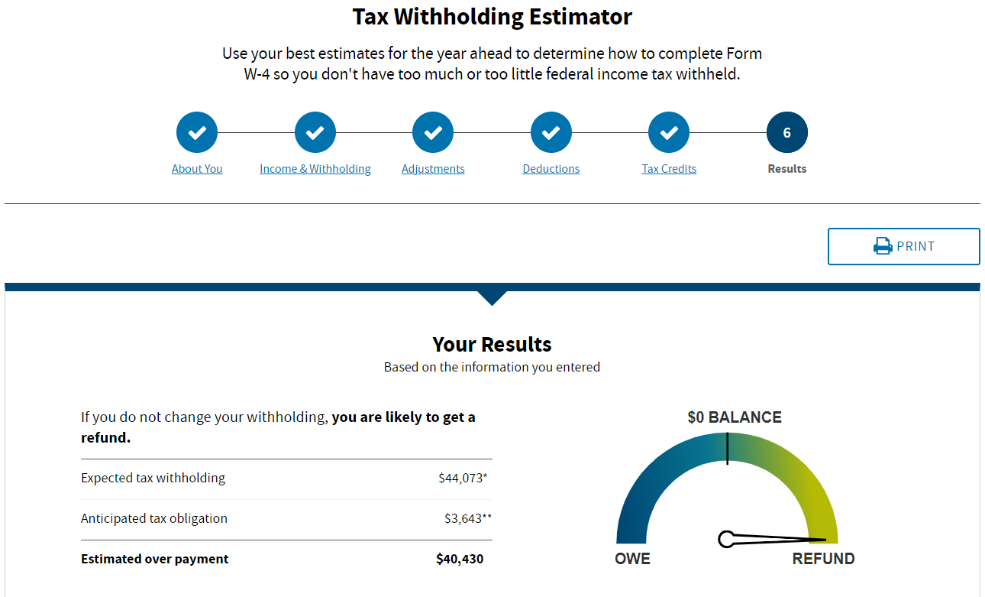 Tax Withholding Estimator
Use your best estimates for the year ahead to determine how to complete Form
W-4 so you don't have too much or too little federal income tax withheld.
6
About You Income & Withholding Adjustments Deductions Tax Credits Results
PRINT
Your Results
Based on the information you entered
If you do not change your withholding, you are likely to get a
refund.
Expected tax withholding $44,073*
Anticipated tax obligation $3,643**
Estimated over payment $40,430
$0 BALANCE
OWE REFUND